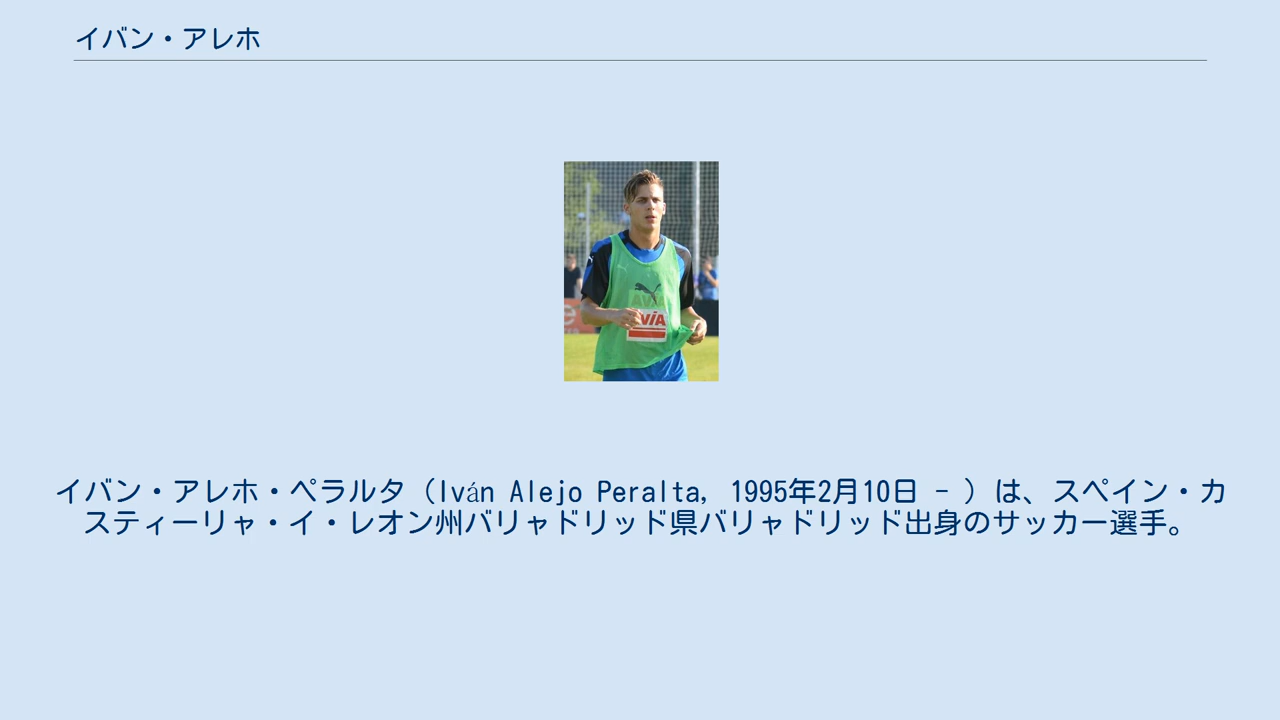 イバン・アレホ
AVIA
イバン・アレホ・ペラルタ（Iván Alejo Peralta, 1995年2月10日 - ）は、スペイン・カ
スティーリャ・イ・レオン州バリャドリッド県バリャドリッド出身のサッカー選手。